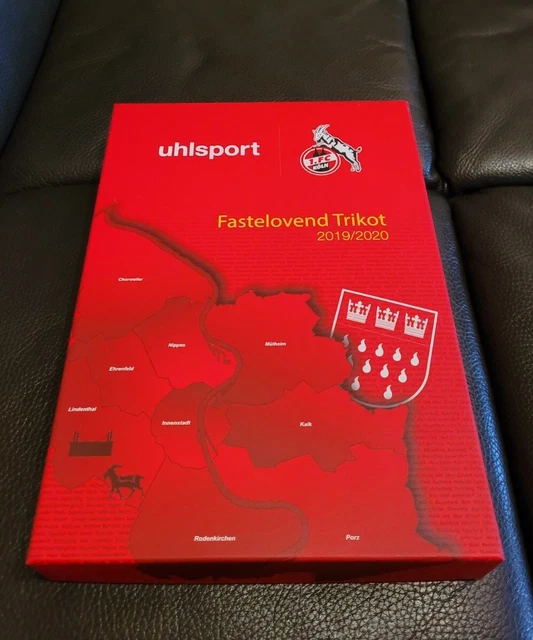 uhlsport
1.FC
KÖLN
Fastelovend Trikot
2019/2020
Chorweiler
Nippes
Mülheim
Ehrenfeld
Lindenthal
Innenstadt
Kalk
Rodenkirchen
Porz